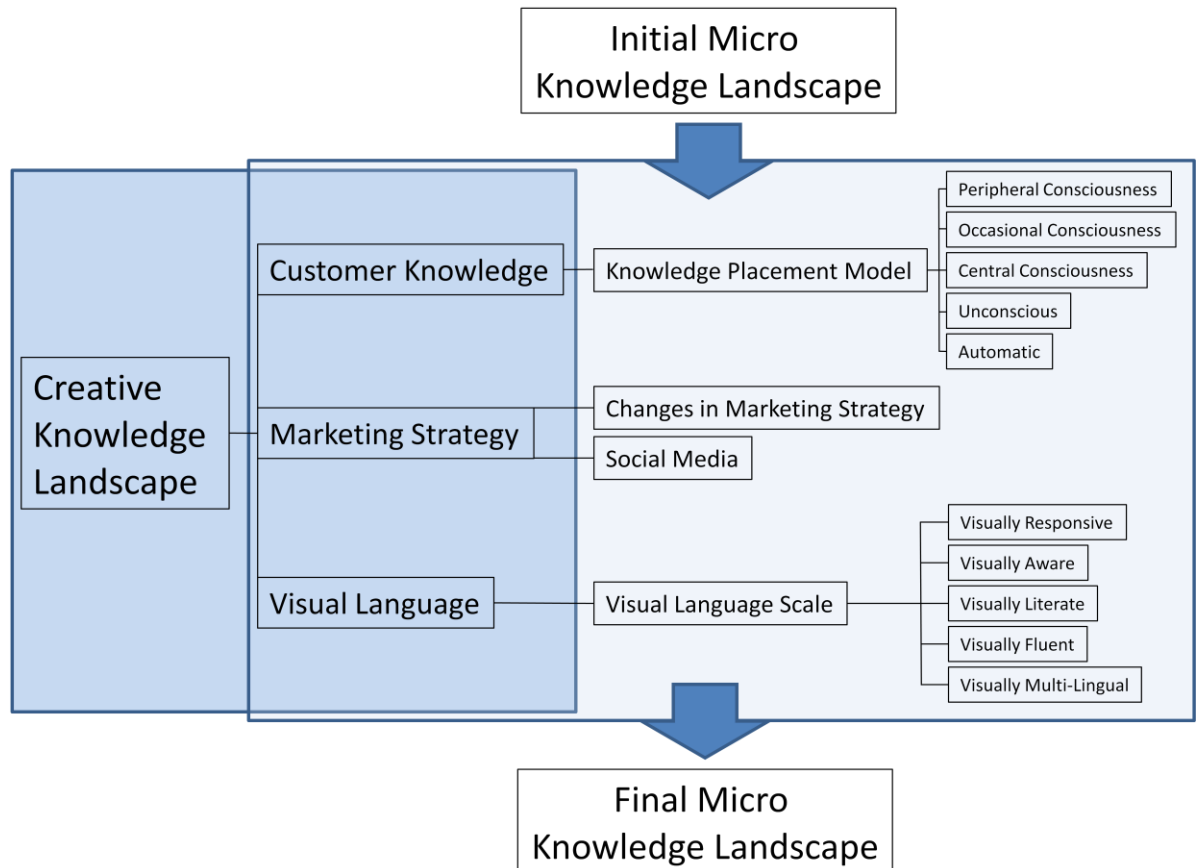 Initial Micro
Knowledge Landscape
Peripheral Consciousness
Occasional Consciousness
Customer Knowledge
Knowledge Placement Model
Central Consciousness
Unconscious
Automatic
Creative
Knowledge
Landscape
Changes in Marketing Strategy
Marketing Strategy
Social Media
Visually Responsive
Visually Aware
Visual Language
Visual Language Scale
Visually Literate
Visually Fluent
Visually Multi-Lingual
Final Micro
Knowledge Landscape